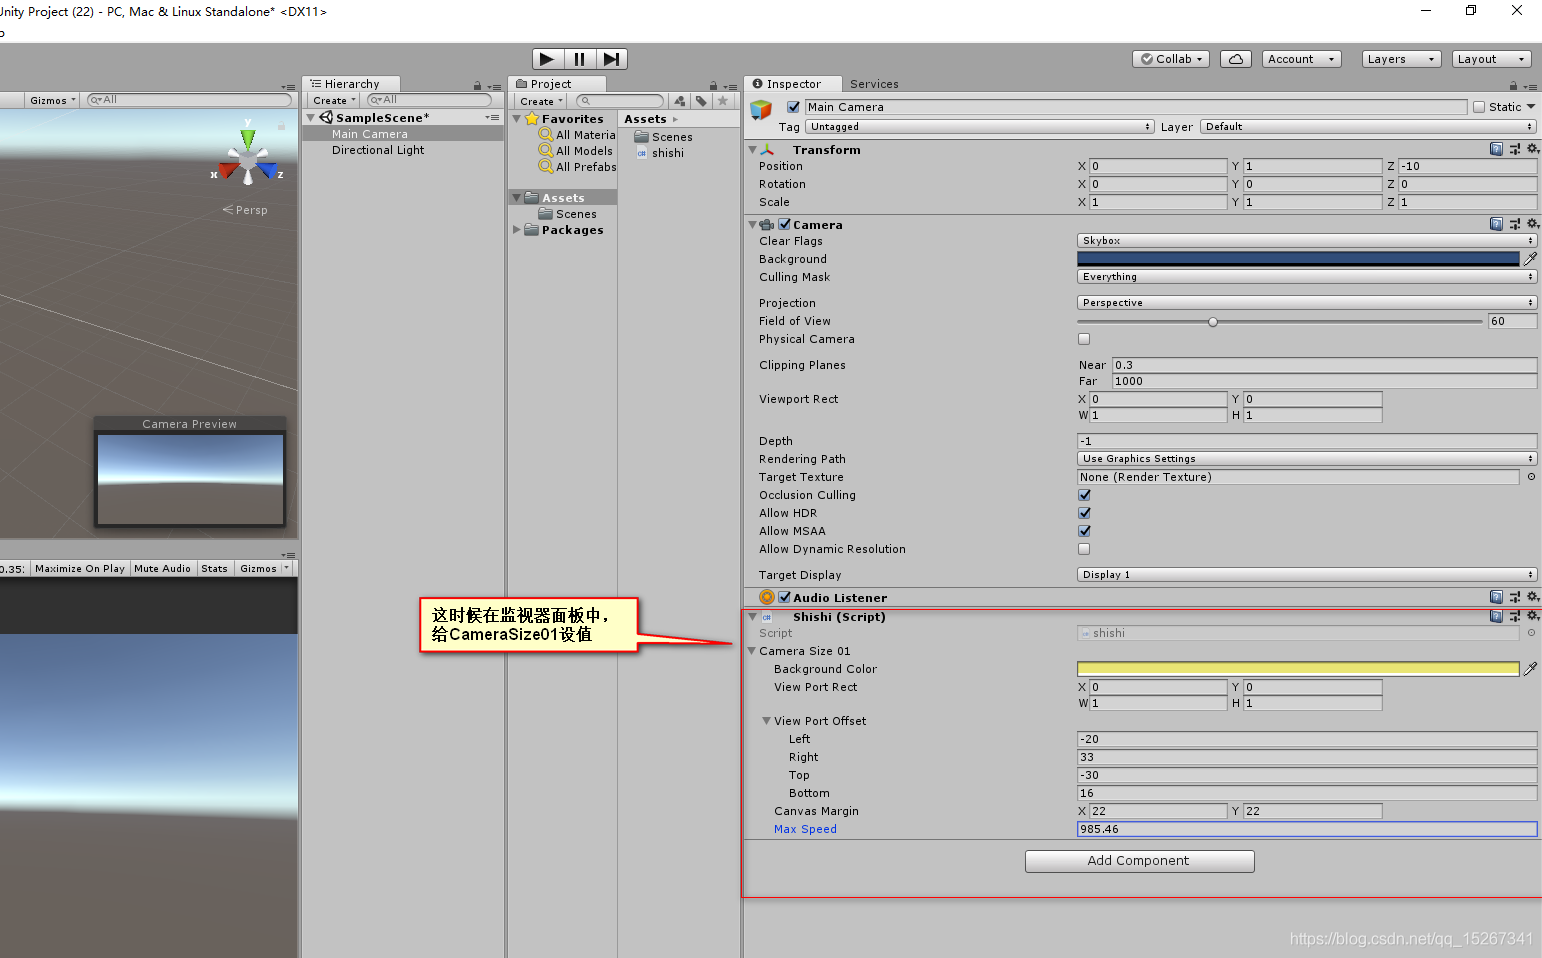 Unity Project (22) - PC, Mac & Linux Standalone* <DX11>
Collab
Account
Layers
Layout
Gizmos
All
y
x
z
Persp
Camera Preview
0.35
Maximize On Play
Mute Audio
Stats
Gizmos
Hierarchy
Create
All
SampleScene*
Main Camera
Directional Light
Project
Create
Favorites
All Materia
All Models
All Prefabs
Assets
Scenes
Packages
Assets
Scenes
shishi
这时候在监视器面板中，
给CameraSize01设值
Inspector
Services
Main Camera
Static
Tag Untagged Layer Default
Transform
Position X 0 Y 1 Z -10
Rotation X 0 Y 0 Z 0
Scale X 1 Y 1 Z 1
Camera
Clear Flags Skybox
Background
Culling Mask Everything
Projection Perspective
Field of View 60
Physical Camera
Clipping Planes Near 0.3
Far 1000
Viewport Rect X 0 Y 0
W 1 H 1
Depth -1
Rendering Path Use Graphics Settings
Target Texture None (Render Texture)
Occlusion Culling
Allow HDR
Allow MSAA
Allow Dynamic Resolution
Target Display Display 1
Audio Listener
Shishi (Script)
Script shishi
Camera Size 01
Background Color
View Port Rect X 0 Y 0
W 1 H 1
View Port Offset
Left -20
Right 33
Top -30
Bottom 16
Canvas Margin X 22 Y 22
Max Speed 985.46
Add Component
https://blog.csdn.net/qq_15267341